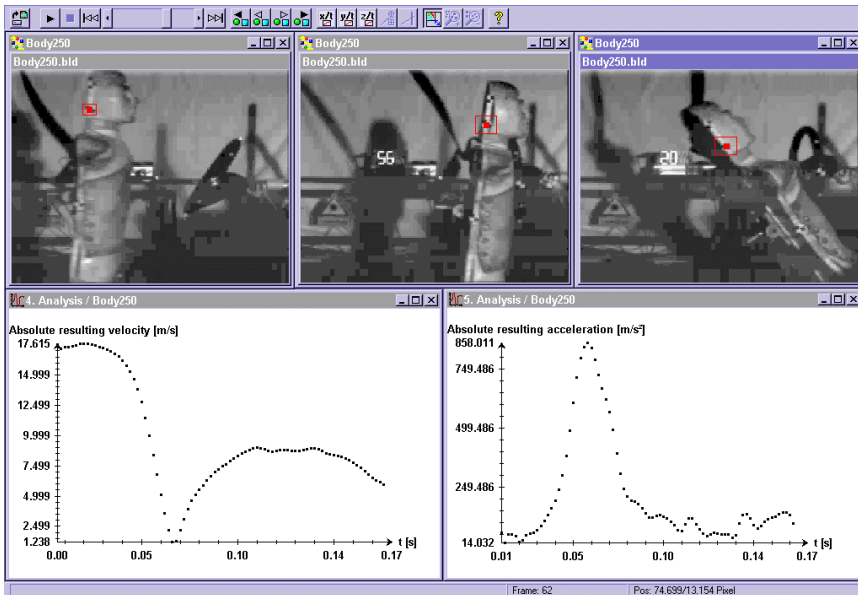 x/t y/t z/t ?
Body250
Body250.bld
Body250
Body250.bld
56
Body250
Body250.bld
20
4. Analysis / Body250
Absolute resulting velocity [m/s]
17.615
14.999
12.499
9.999
7.499
4.999
2.499
1.238
0.00 0.05 0.10 0.14 0.17
t [s]
5. Analysis / Body250
Absolute resulting acceleration [m/s²]
858.011
749.486
499.486
249.486
14.032
0.01 0.05 0.10 0.14 0.17
t [s]
Frame: 62 Pos: 74.699/13.154 Pixel